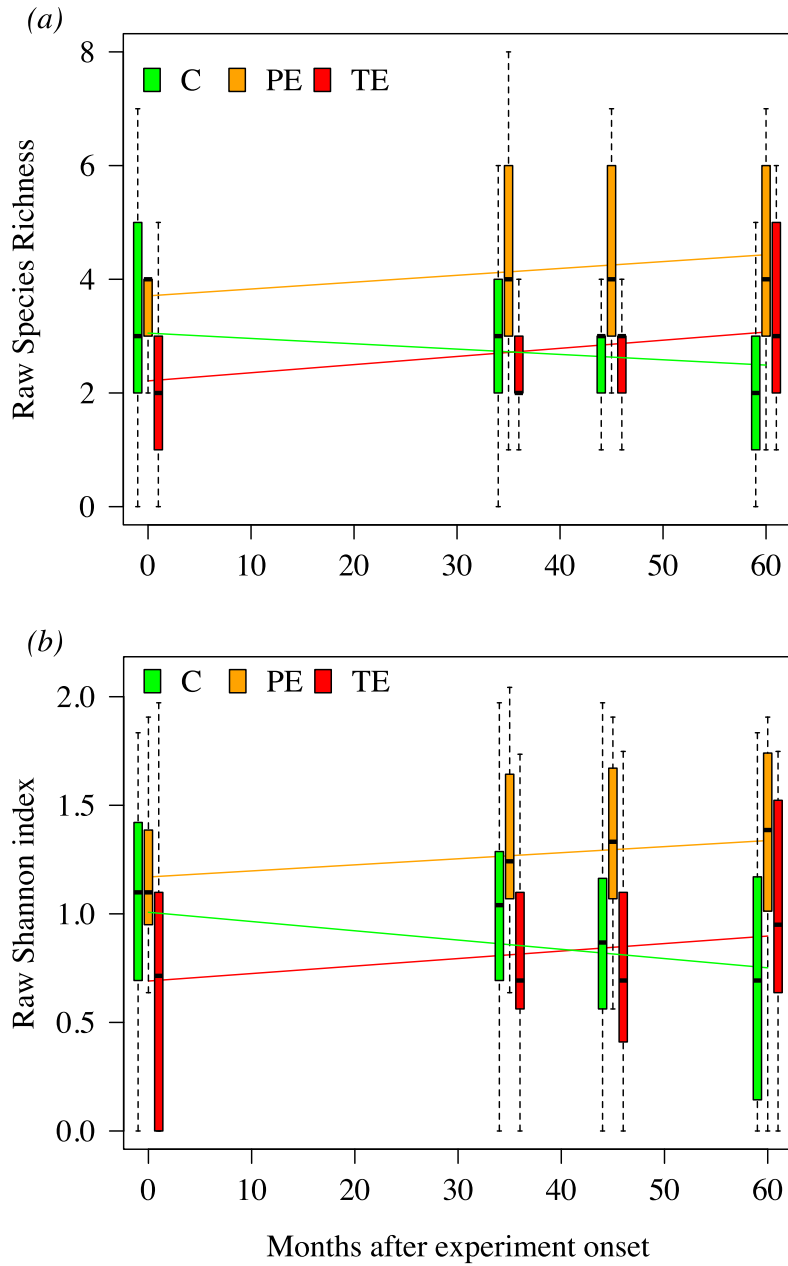 (a)
C PE TE
Raw Species Richness
8
6
4
2
0
0 10 20 30 40 50 60
(b)
C PE TE
Raw Shannon index
2.0
1.5
1.0
0.5
0.0
0 10 20 30 40 50 60
Months after experiment onset